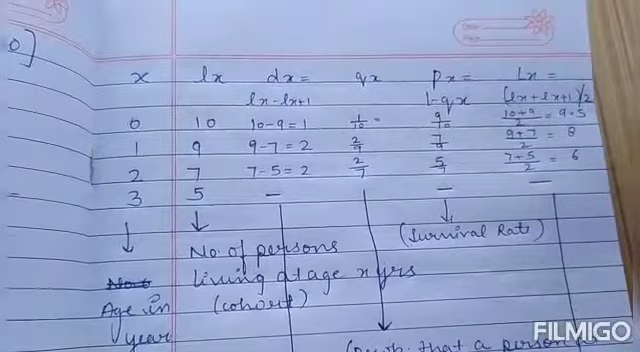 0]
x lx dx= qx px= Lx=
lx-lx+1 1-qx (lx+lx+1)/2
0 10 10-9=1 1/10 9/10 10+9/2 = 9.5
1 9 9-7=2 2/9 7/9 9+7/2 = 8
2 7 7-5=2 2/7 5/7 7+5/2 = 6
3 5 — — —
No. of persons (Survival Rate)
living at age x yrs
Age in (cohort)
year
(prob. that a person
FILMIGO